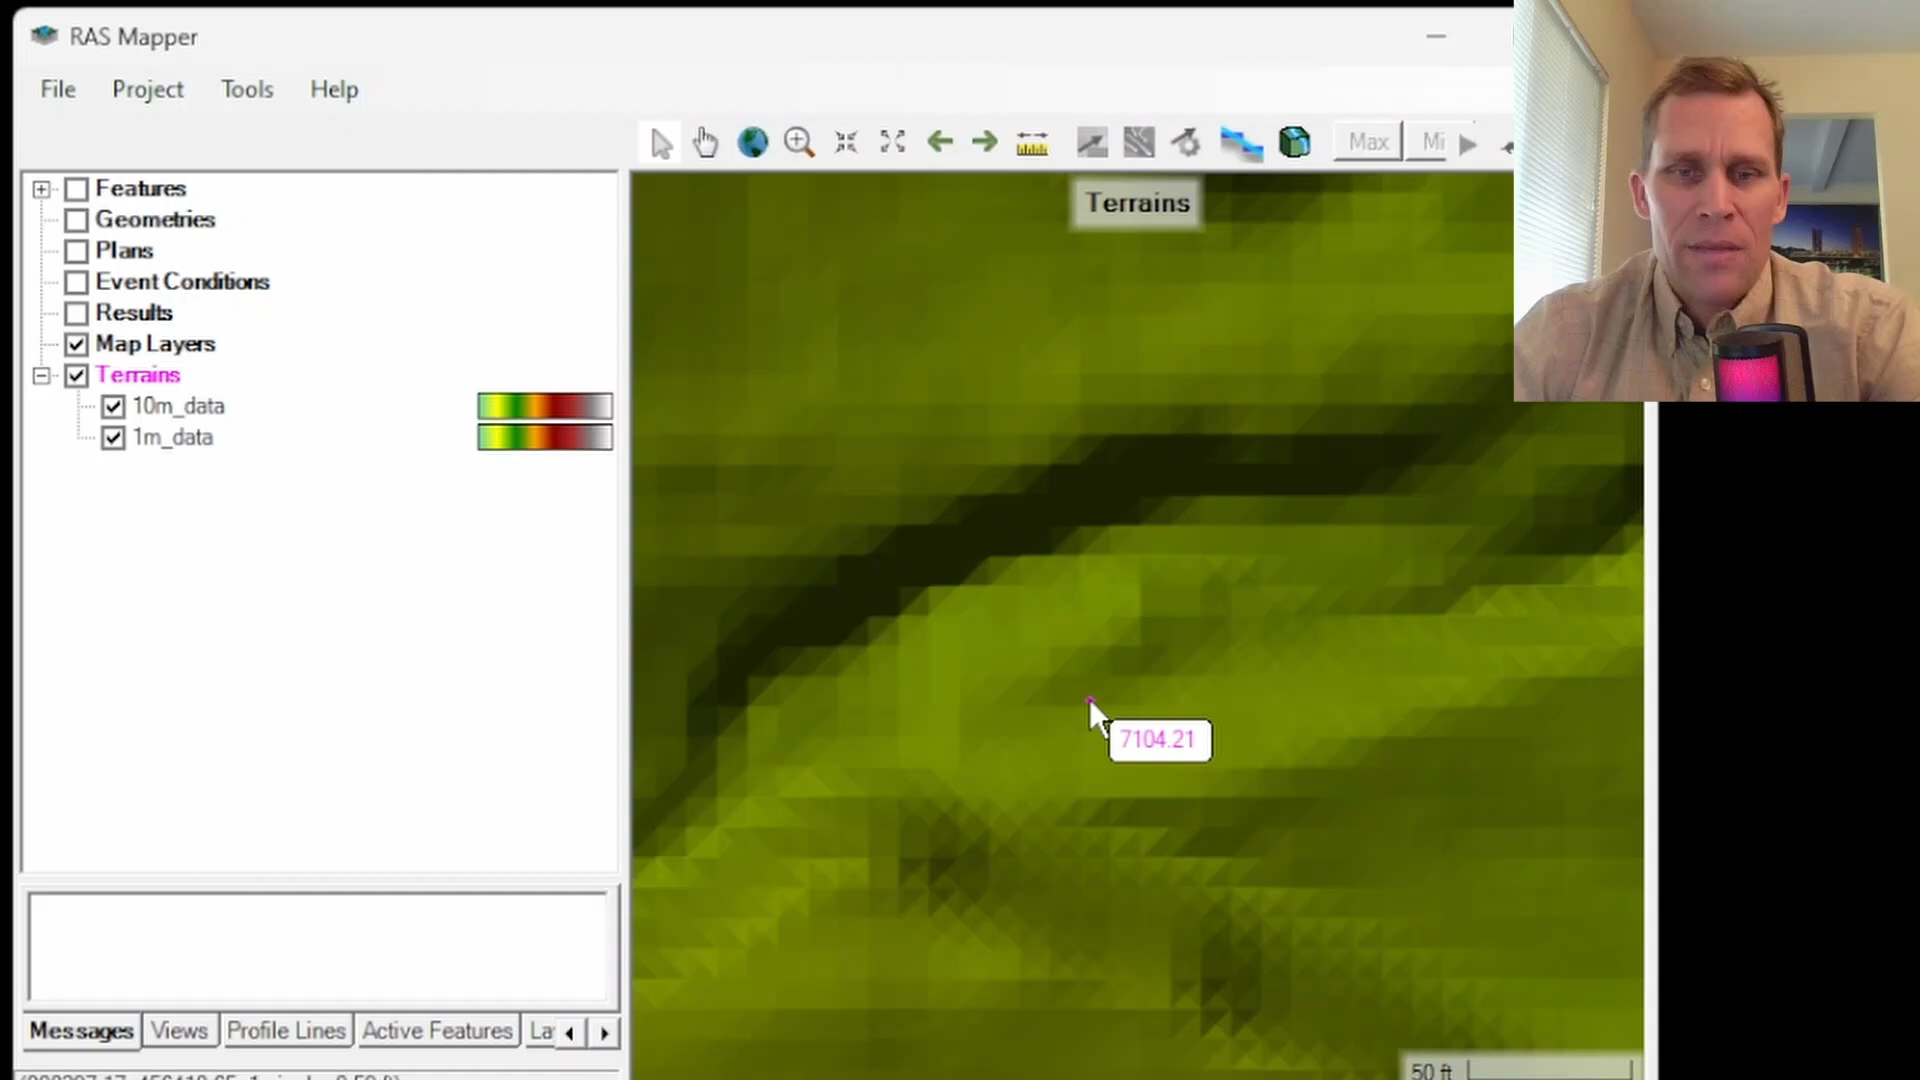 RAS Mapper
File Project Tools Help
Max Mi
Features
Geometries
Plans
Event Conditions
Results
Map Layers
Terrains
10m_data
1m_data
Terrains
7104.21
Messages Views Profile Lines Active Features La
50 ft